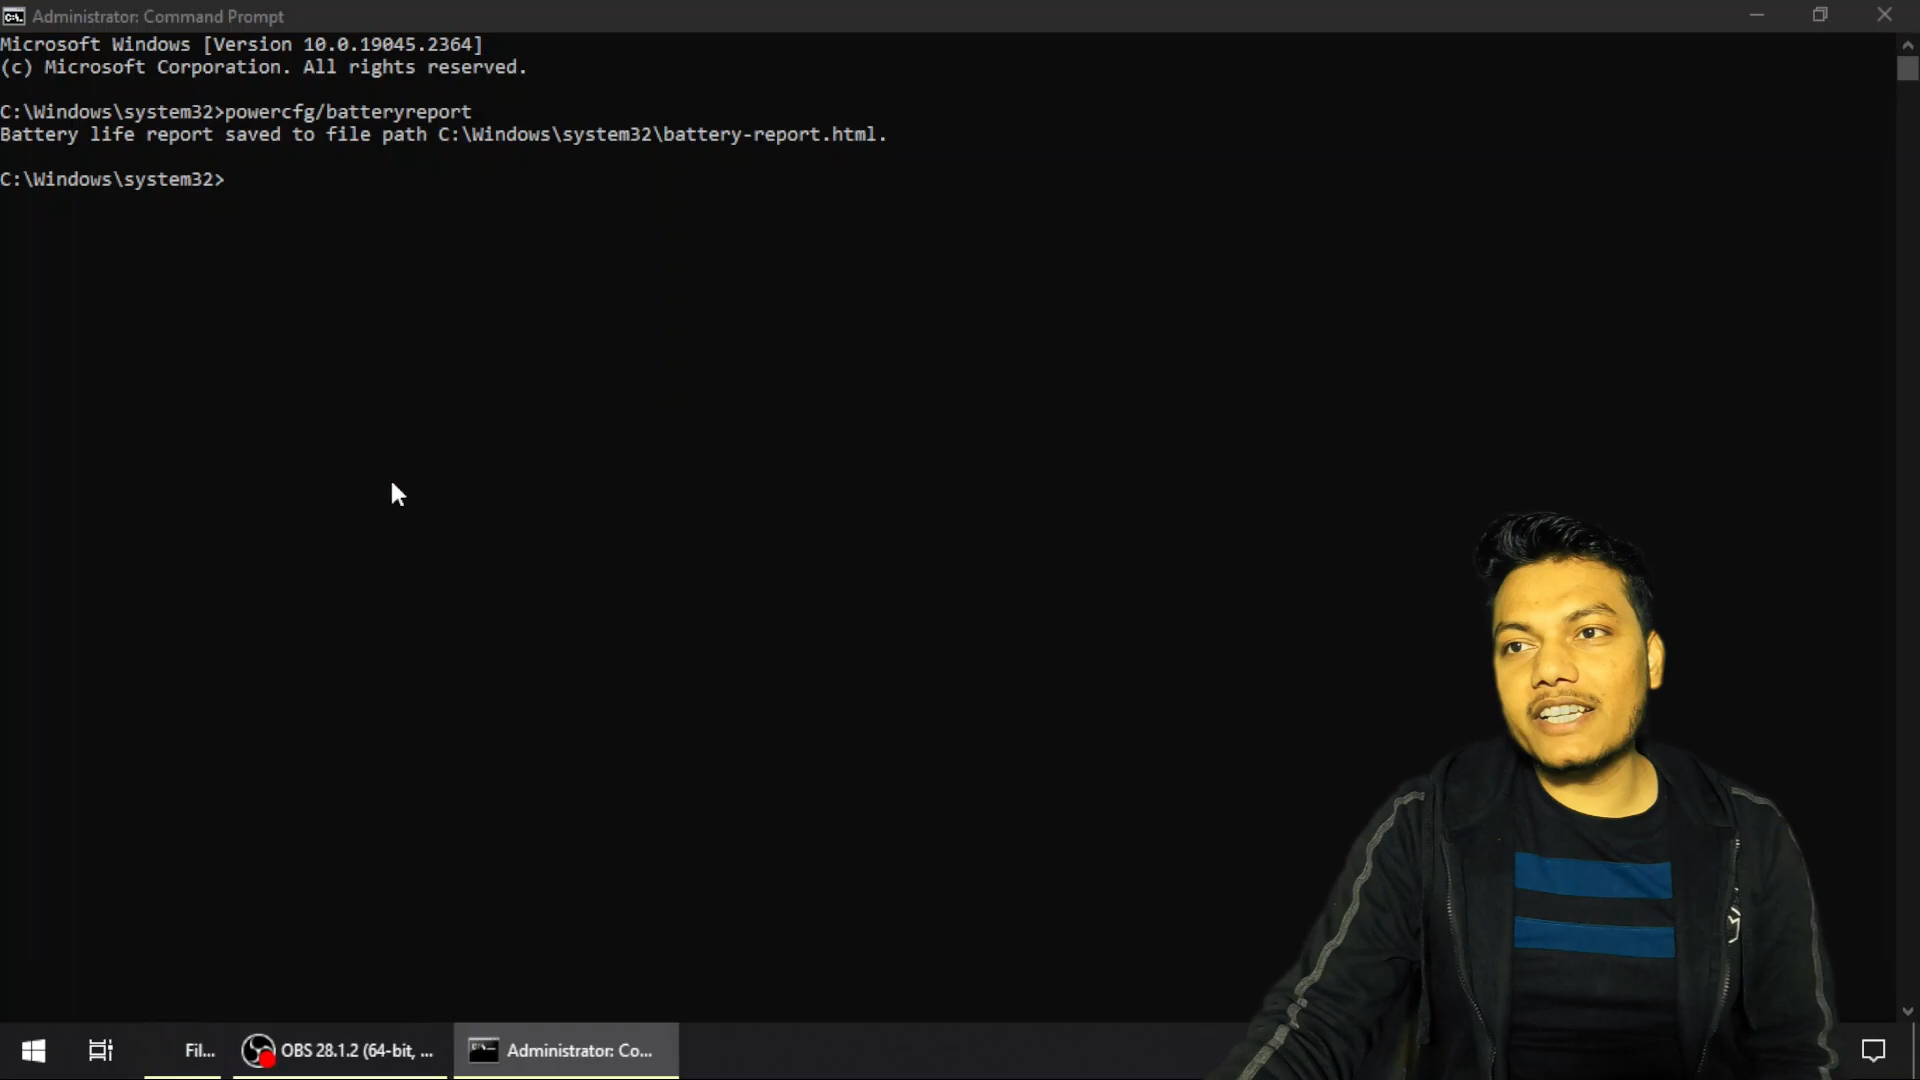 Administrator: Command Prompt
Microsoft Windows [Version 10.0.19045.2364]
(c) Microsoft Corporation. All rights reserved.
C:\Windows\system32>powercfg/batteryreport
Battery life report saved to file path C:\Windows\system32\battery-report.html.
C:\Windows\system32>
Fil...
OBS 28.1.2 (64-bit, ...
Administrator: Co...